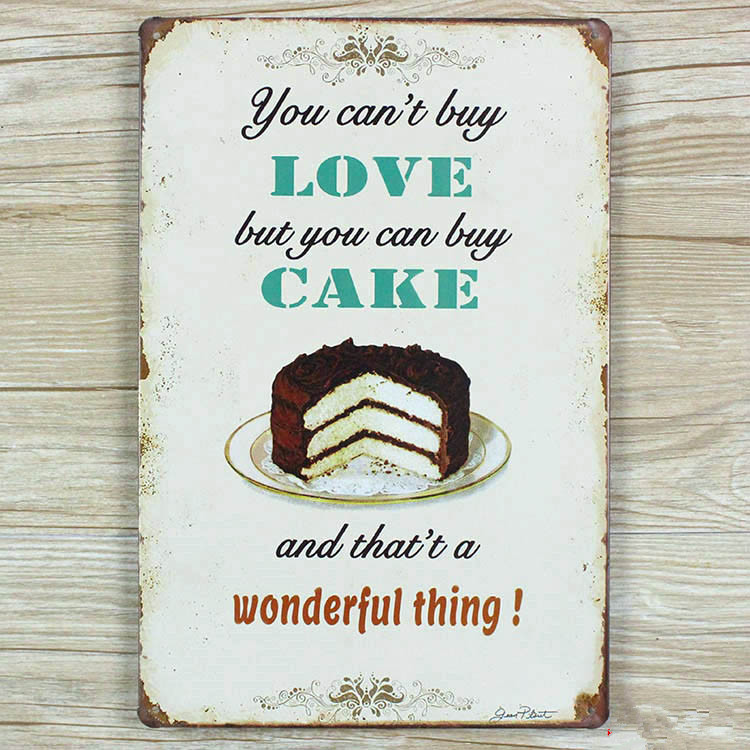 You can't buy
LOVE
but you can buy
CAKE
and that't a
wonderful thing !